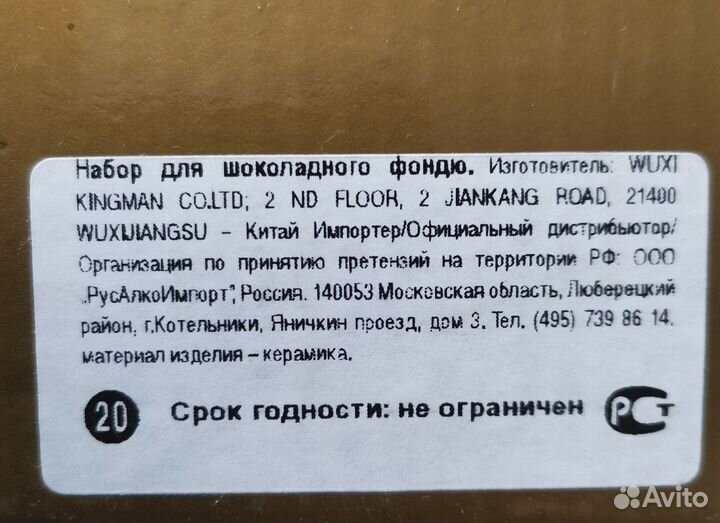 Набор для шоколадного фондю. Изготовитель: WUXI
KINGMAN CO.LTD; 2 ND FLOOR, 2 JIANKANG ROAD, 21400
WUXIJIANGSU – Китай Импортер/Официальный дистрибьютор/
Организация по принятию претензий на территории РФ: ООО
„РусАлкоИмпорт", Россия. 140053 Московская область, Люберецкий
район, г.Котельники, Яничкин проезд, дом 3. Тел. (495) 739 86 14.
материал изделия – керамика.
20 Срок годности: не ограничен РСТ
Avito